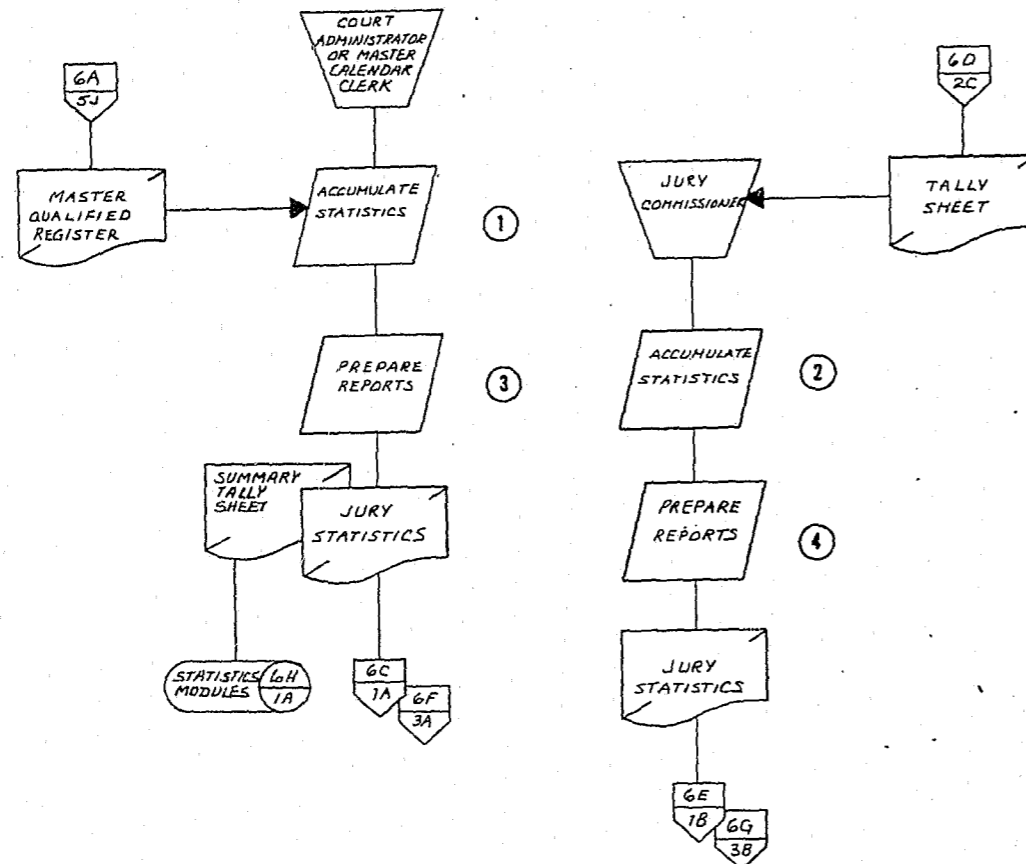 COURT
ADMINISTRATOR
OR MASTER
CALENDAR
CLERK
6A
5J
MASTER
QUALIFIED
REGISTER
ACCUMULATE
STATISTICS
1
PREPARE
REPORTS
3
SUMMARY
TALLY
SHEET
JURY
STATISTICS
STATISTICS
MODULES
6H
1A
6C
1A
6F
3A
6D
2C
TALLY
SHEET
JURY
COMMISSIONER
ACCUMULATE
STATISTICS
2
PREPARE
REPORTS
4
JURY
STATISTICS
6E
1B
6G
3B